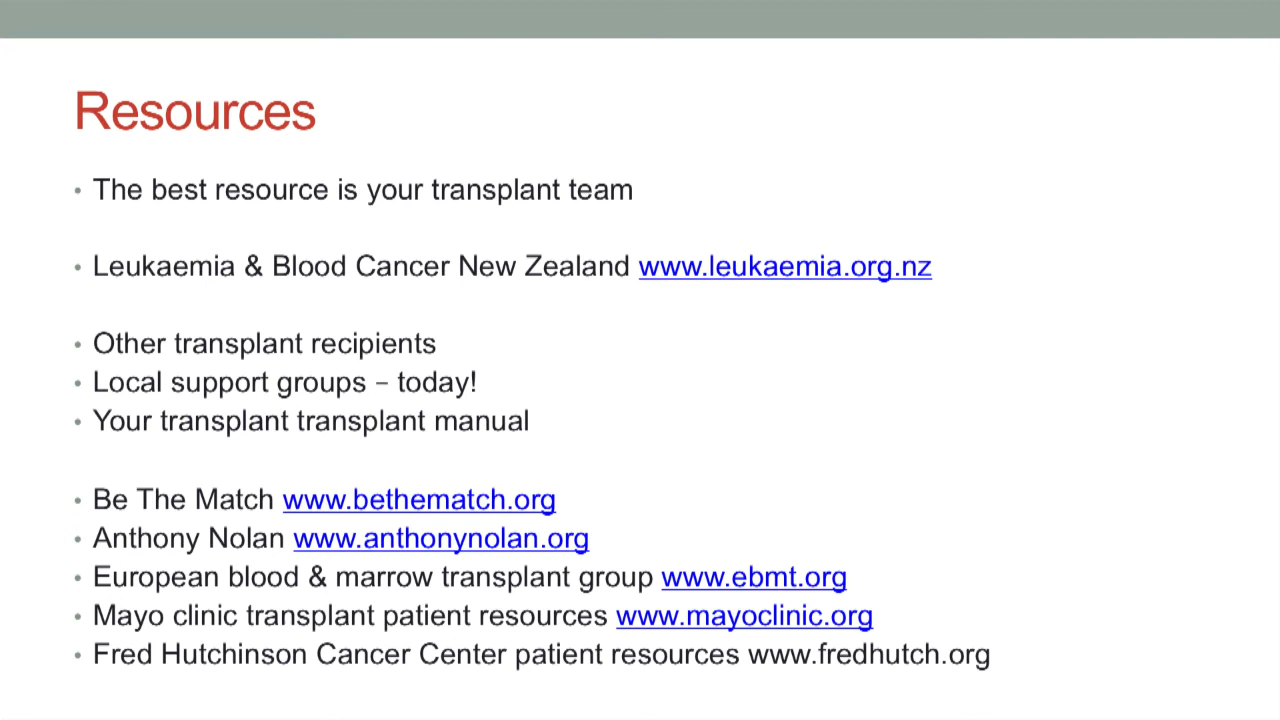 Resources
• The best resource is your transplant team
• Leukaemia & Blood Cancer New Zealand www.leukaemia.org.nz
• Other transplant recipients
• Local support groups – today!
• Your transplant transplant manual
• Be The Match www.bethematch.org
• Anthony Nolan www.anthonynolan.org
• European blood & marrow transplant group www.ebmt.org
• Mayo clinic transplant patient resources www.mayoclinic.org
• Fred Hutchinson Cancer Center patient resources www.fredhutch.org